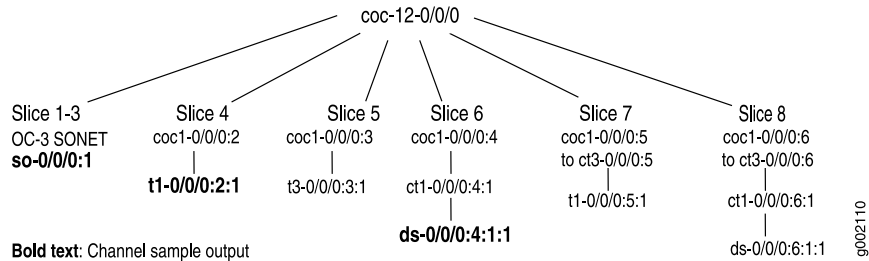 coc-12-0/0/0
Slice 1-3
OC-3 SONET
so-0/0/0:1
Slice 4
coc1-0/0/0:2
t1-0/0/0:2:1
Slice 5
coc1-0/0/0:3
t3-0/0/0:3:1
Slice 6
coc1-0/0/0:4
ct1-0/0/0:4:1
ds-0/0/0:4:1:1
Slice 7
coc1-0/0/0:5
to ct3-0/0/0:5
t1-0/0/0:5:1
Slice 8
coc1-0/0/0:6
to ct3-0/0/0:6
ct1-0/0/0:6:1
ds-0/0/0:6:1:1
Bold text: Channel sample output
g002110